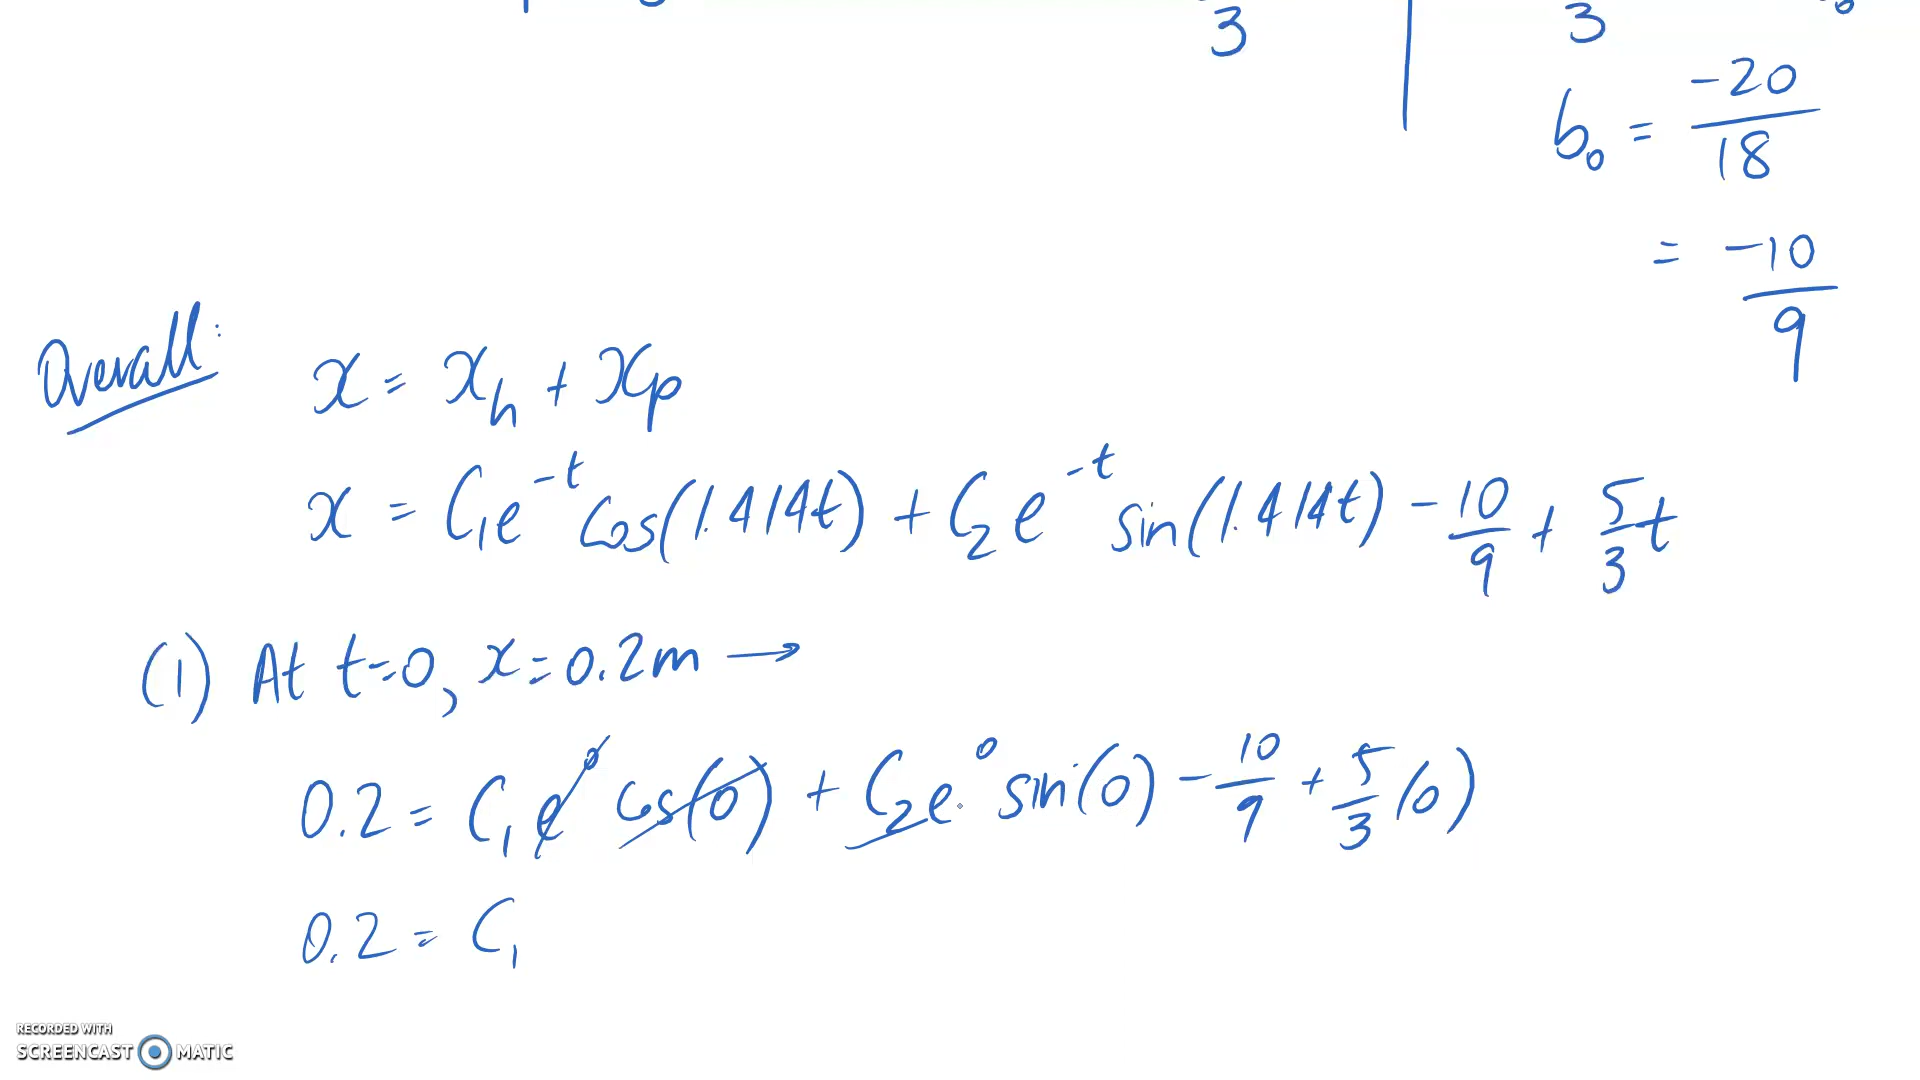 3
3
b₀ = -20/18
= -10/9
Overall:
x = xh + xp
x = C₁e^-t cos(1.414t) + C₂e^-t sin(1.414t) - 10/9 + 5/3 t
(1) At t=0, x=0.2m →
0.2 = C₁e^0 cos(0) + C₂e^0 sin(0) - 10/9 + 5/3 (0)
0.2 = C₁
RECORDED WITH
SCREENCAST MATIC